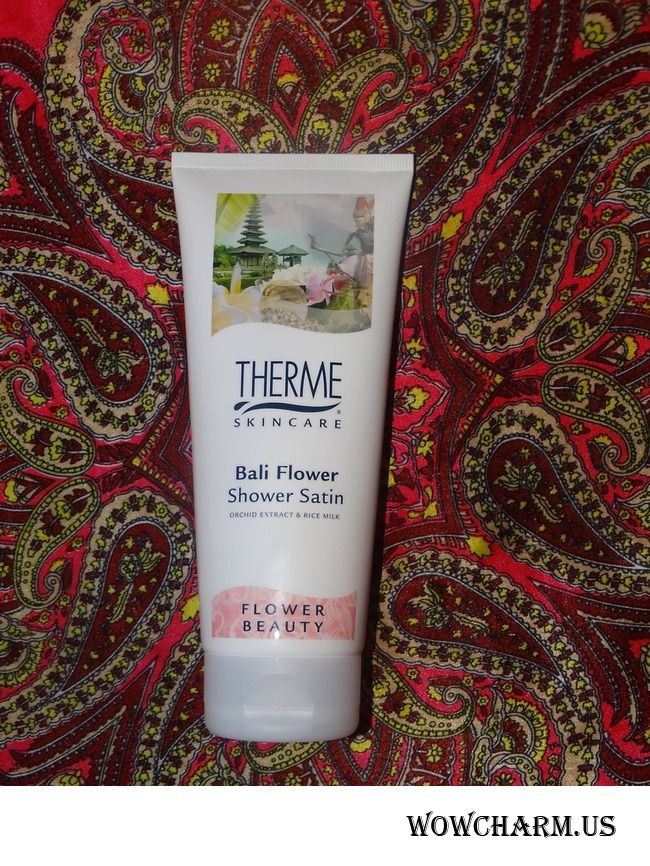 THERME
®
SKINCARE
Bali Flower
Shower Satin
ORCHID EXTRACT & RICE MILK
FLOWER
BEAUTY
WOWCHARM.US